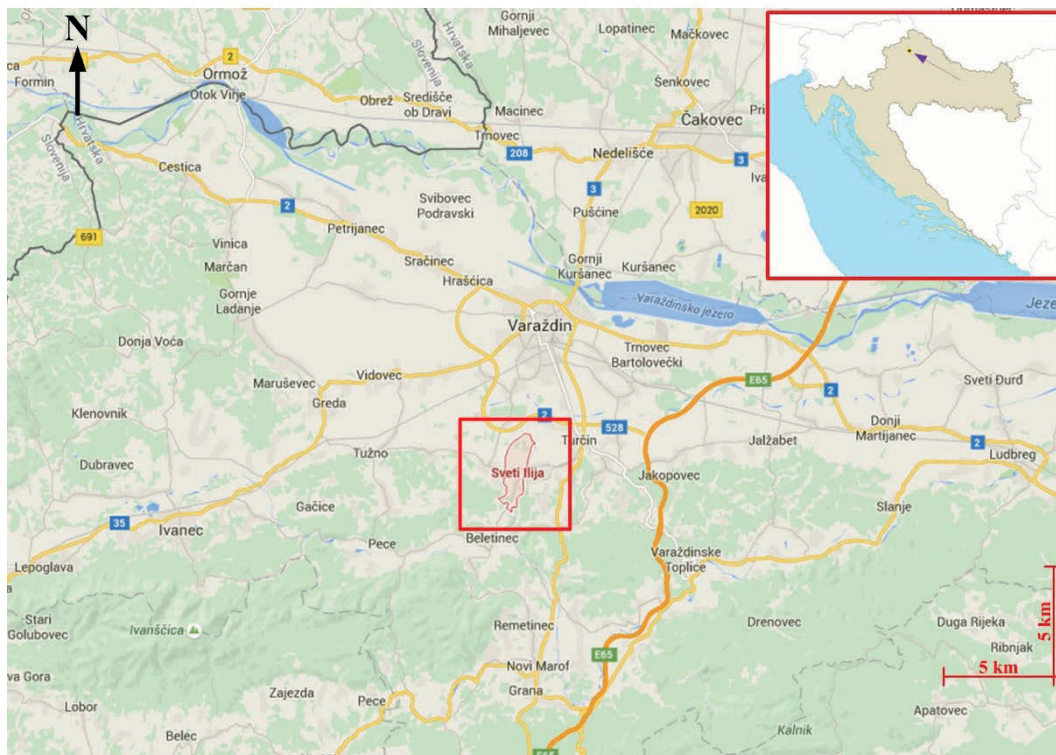 N
Gornji
Mihaljevec
Lopatinec
Mačkovec
2
Ormož
Formin
Hrvatska
Slovenija
Šenkovec
Otok Virje
Obrež
Središče
ob Dravi
Macinec
Čakovec
Hrvatska
Slovenija
Trnovec
208
Nedelišće
3
Cestica
3
Svibovec
Podravski
2
Pušćine
2020
691
Petrijanec
Vinica
Marčan
Sračinec
Gornji
Kuršanec
Kuršanec
Hrašćica
Gornje
Ladanje
Varaždinsko jezero
Varaždin
Donja Voća
Trnovec
Bartolovečki
Maruševec
Vidovec
E65
Sveti Đurđ
2
Greda
Klenovnik
2
528
Donji
Martijanec
2
Turčin
Jalžabet
Tužno
Ludbreg
Dubravec
Sveti Ilija
Jakopovec
Gačice
Slanje
35
Ivanec
Pece
Beletinec
Varaždinske
Toplice
Lepoglava
Stari
Golubovec
Ivanščica
Remetinec
Drenovec
Duga Rijeka
5 km
Ribnjak
E65
5 km
Novi Marof
Zajezda
Pece
Grana
Lobor
Apatovec
Belec
Kalnik